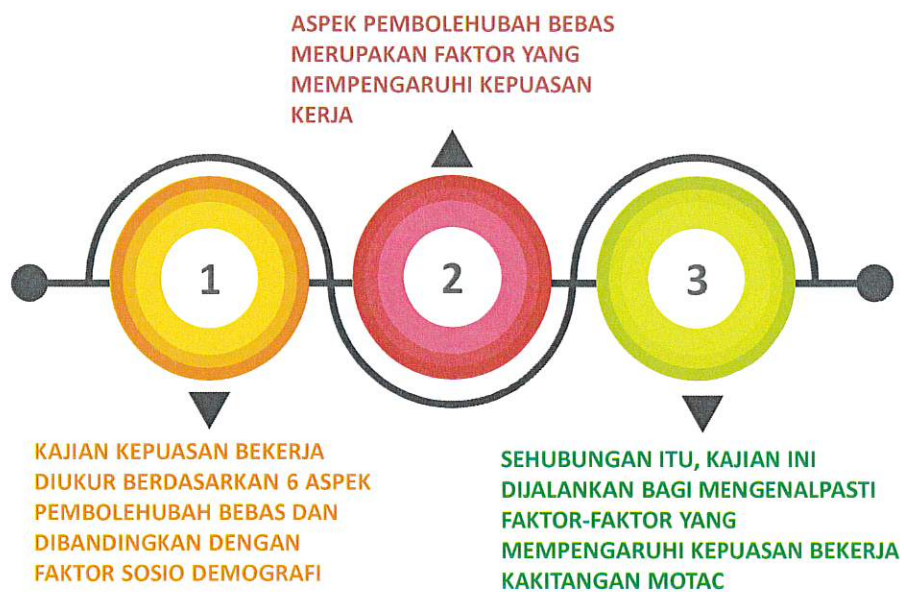 ASPEK PEMBOLEHUBAH BEBAS
MERUPAKAN FAKTOR YANG
MEMPENGARUHI KEPUASAN
KERJA
1
2
3
KAJIAN KEPUASAN BEKERJA
DIUKUR BERDASARKAN 6 ASPEK
PEMBOLEHUBAH BEBAS DAN
DIBANDINGKAN DENGAN
FAKTOR SOSIO DEMOGRAFI
SEHUBUNGAN ITU, KAJIAN INI
DIJALANKAN BAGI MENGENALPASTI
FAKTOR-FAKTOR YANG
MEMPENGARUHI KEPUASAN BEKERJA
KAKITANGAN MOTAC